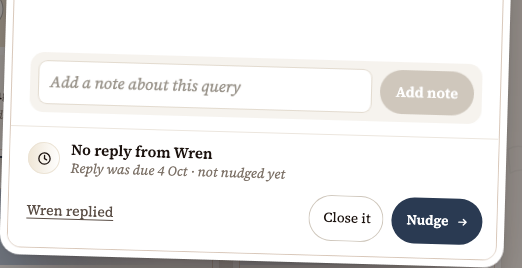 Add a note about this query
Add note
No reply from Wren
Reply was due 4 Oct · not nudged yet
Wren replied
Close it
Nudge →